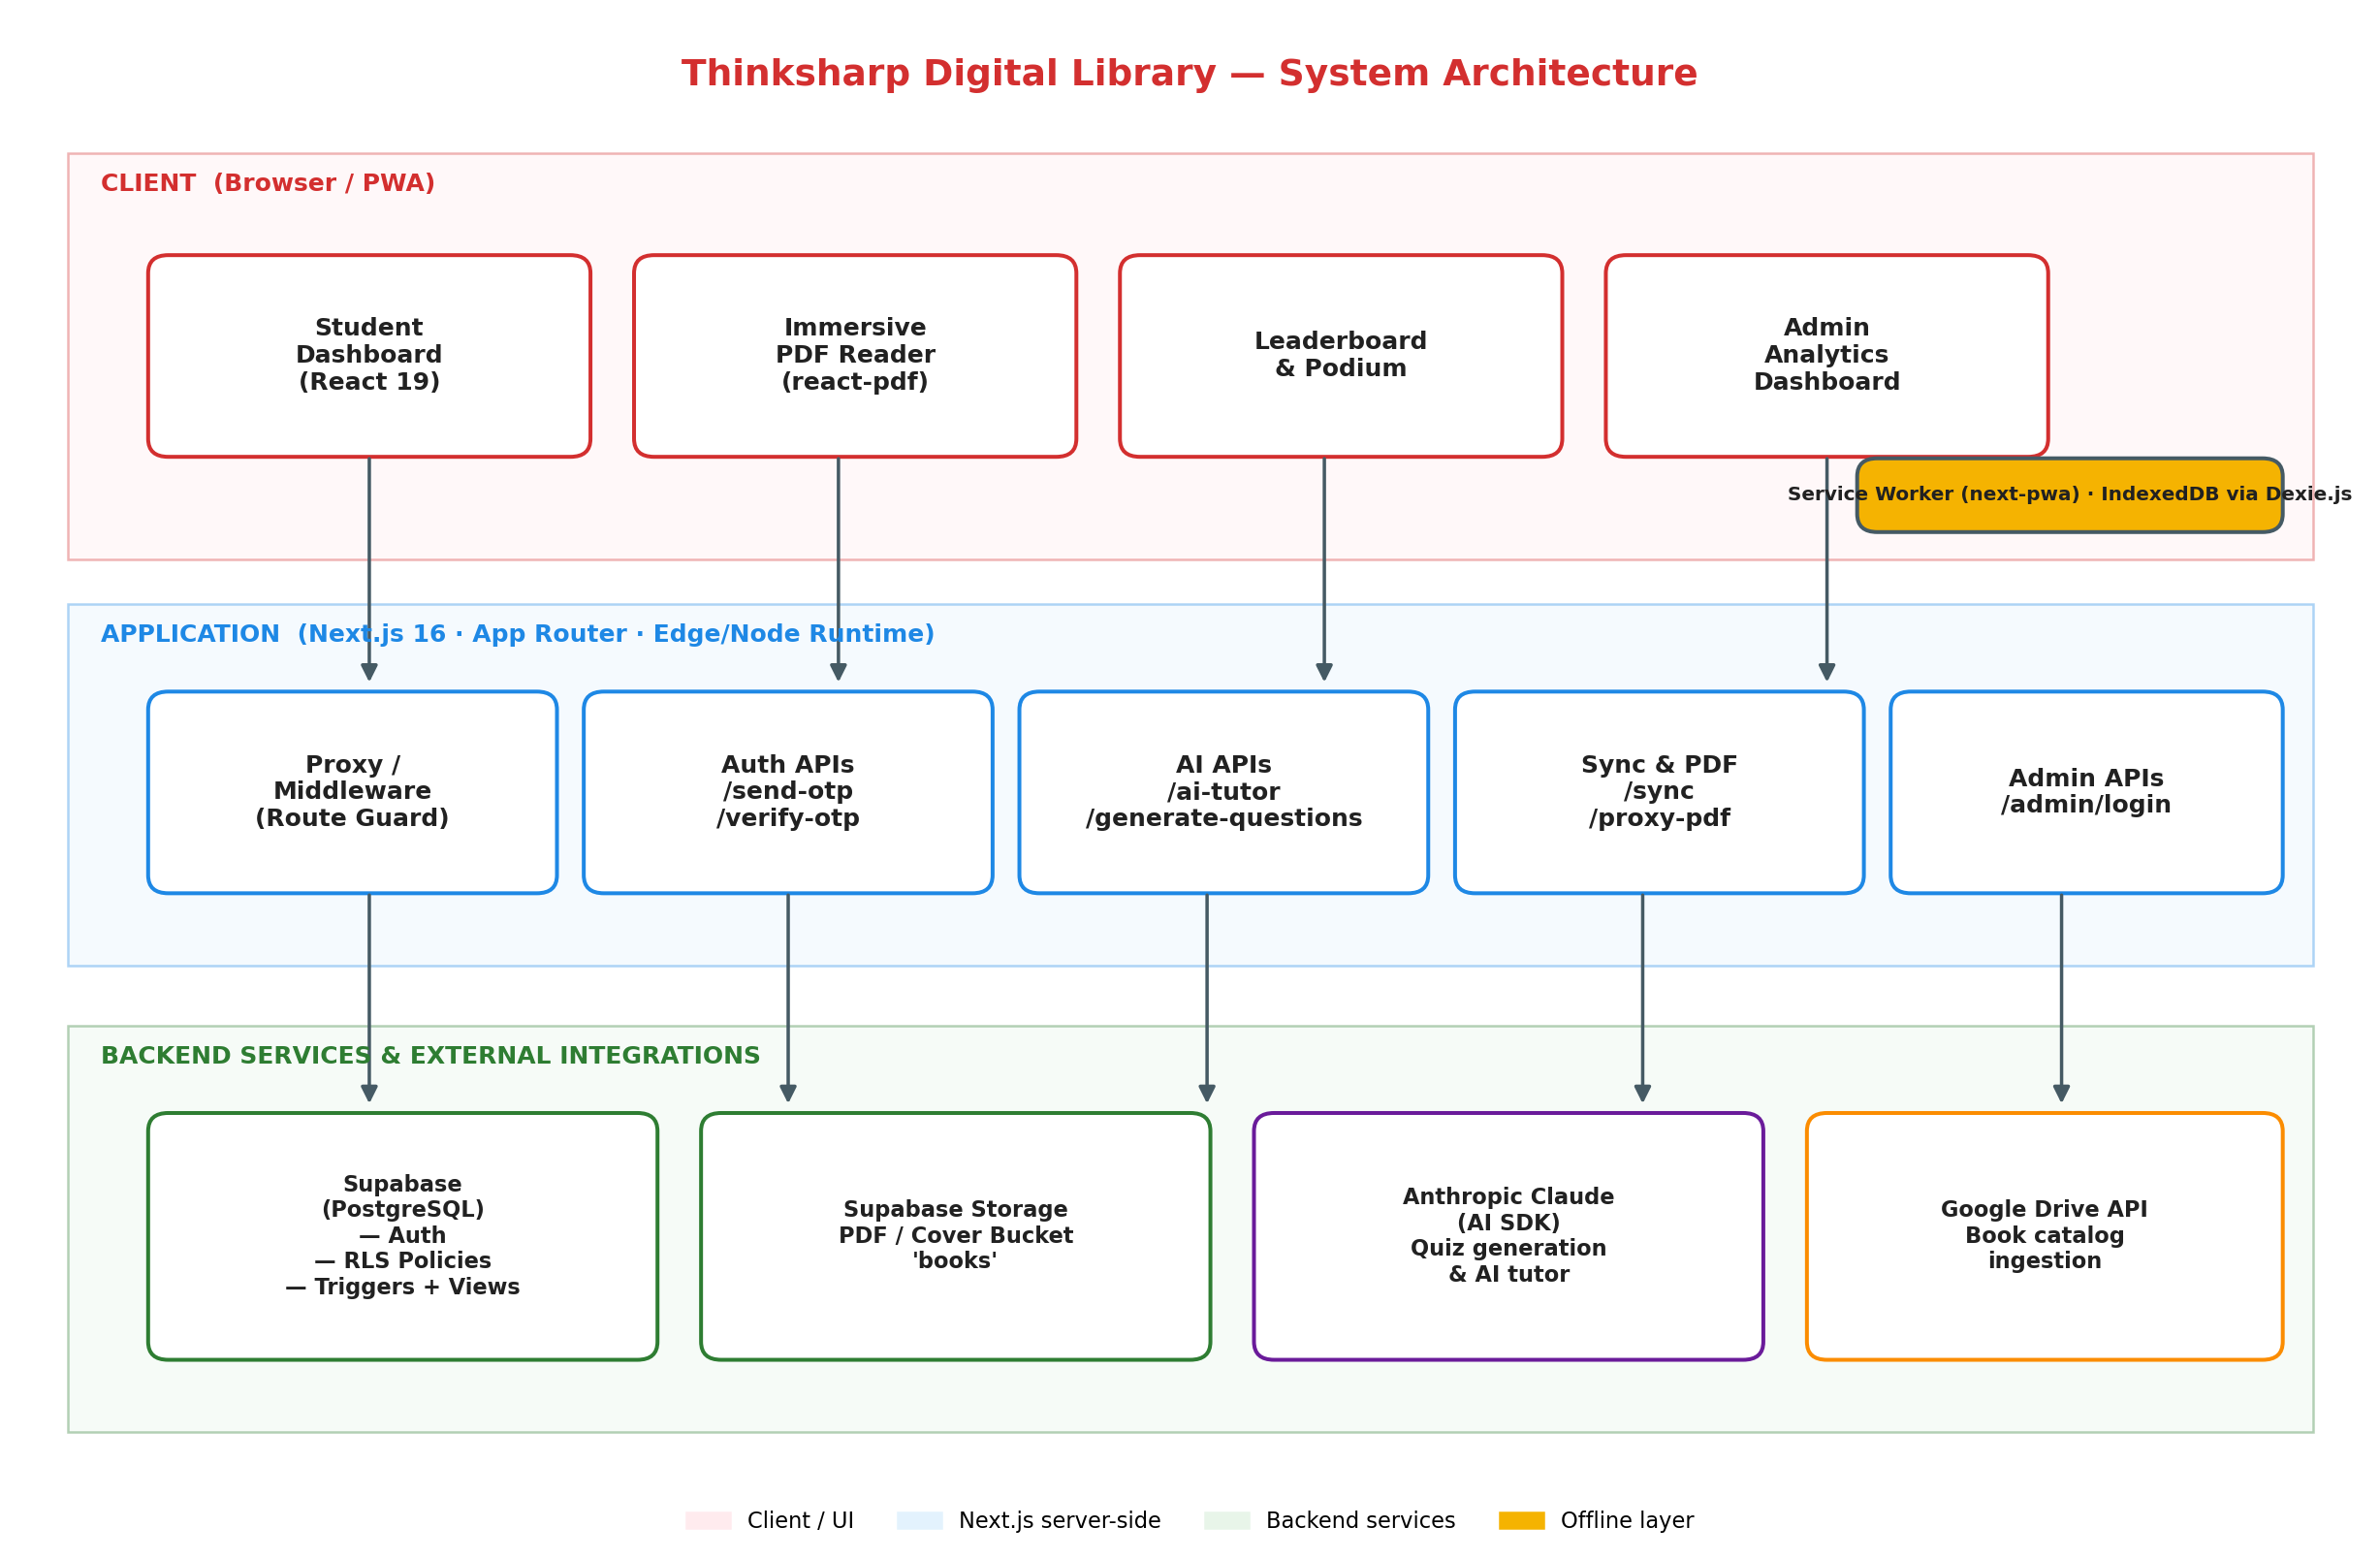 Thinksharp Digital Library — System Architecture
CLIENT (Browser / PWA)
Student
Dashboard
(React 19)
Immersive
PDF Reader
(react-pdf)
Leaderboard
& Podium
Admin
Analytics
Dashboard
Service Worker (next-pwa) · IndexedDB via Dexie.js
APPLICATION (Next.js 16 · App Router · Edge/Node Runtime)
Proxy /
Middleware
(Route Guard)
Auth APIs
/send-otp
/verify-otp
AI APIs
/ai-tutor
/generate-questions
Sync & PDF
/sync
/proxy-pdf
Admin APIs
/admin/login
BACKEND SERVICES & EXTERNAL INTEGRATIONS
Supabase
(PostgreSQL)
— Auth
— RLS Policies
— Triggers + Views
Supabase Storage
PDF / Cover Bucket
'books'
Anthropic Claude
(AI SDK)
Quiz generation
& AI tutor
Google Drive API
Book catalog
ingestion
Client / UI
Next.js server-side
Backend services
Offline layer